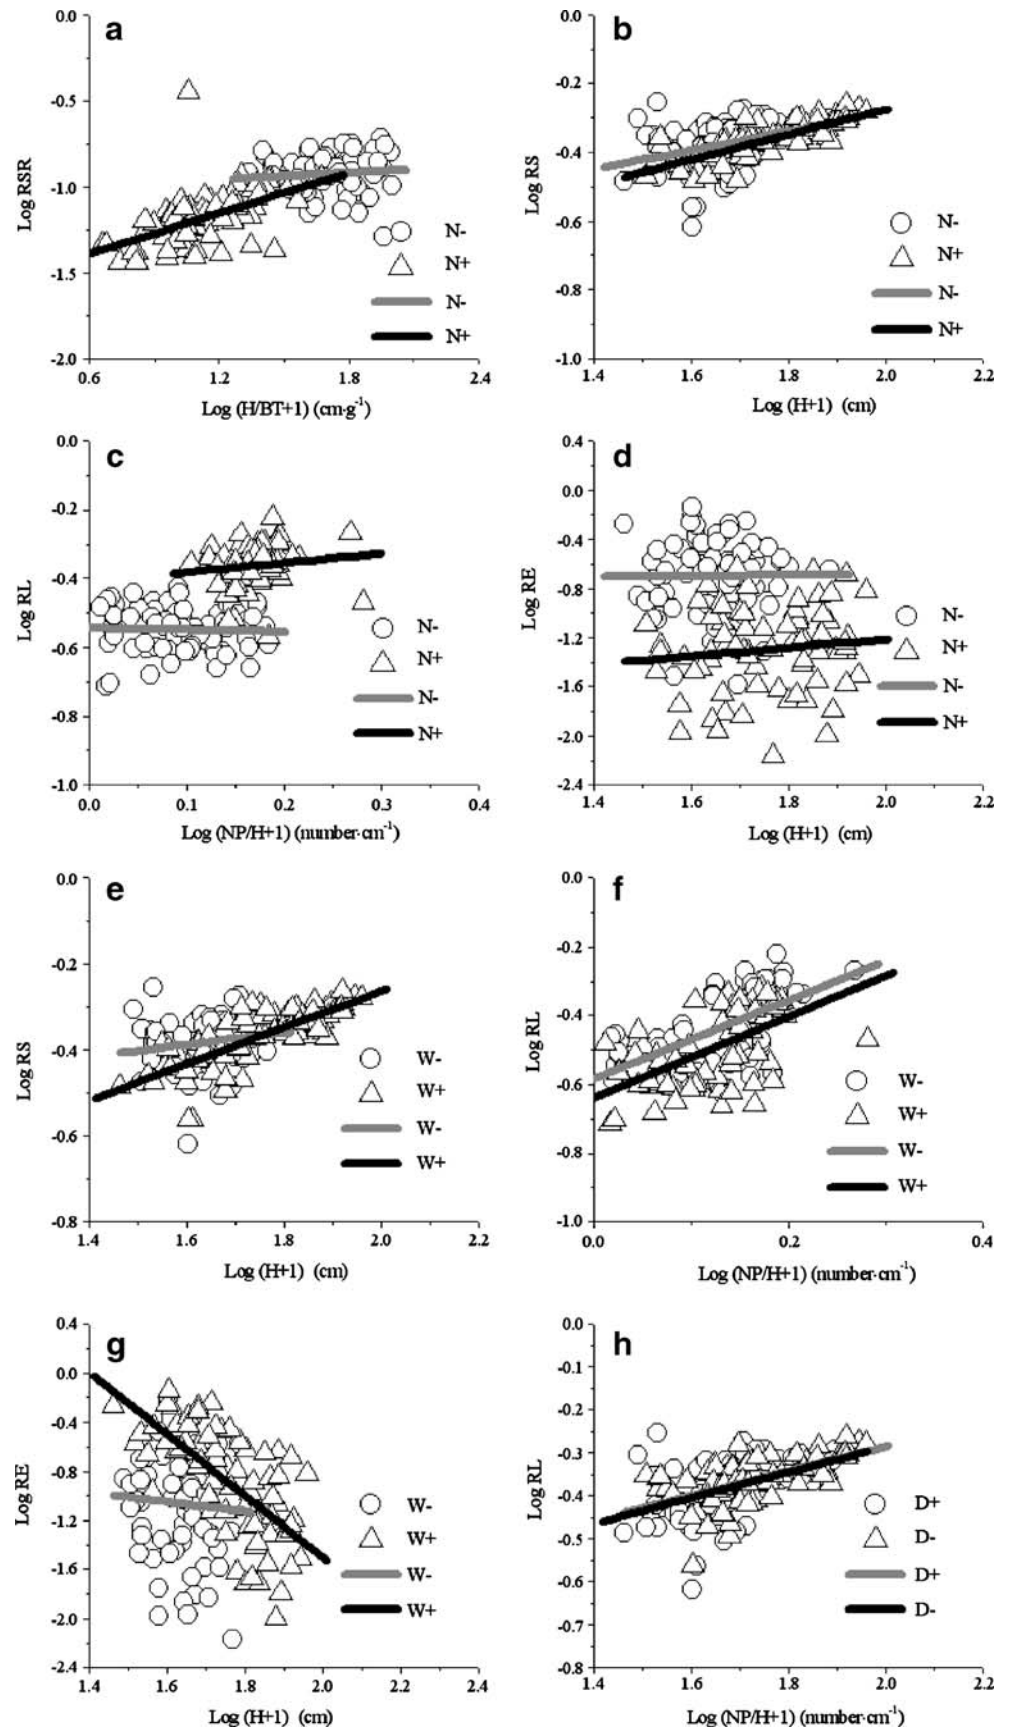 a
0.0
-0.5
-1.0
-1.5
-2.0
Log RSR
N-
N+
N-
N+
0.6 1.2 1.8 2.4
Log (H/BT+1) (cm·g-1)
b
0.0
-0.2
-0.4
-0.6
-0.8
-1.0
Log RS
N-
N+
N-
N+
1.4 1.6 1.8 2.0 2.2
Log (H+1) (cm)
c
0.0
-0.2
-0.4
-0.6
-0.8
-1.0
Log RL
N-
N+
N-
N+
0.0 0.1 0.2 0.3 0.4
Log (NP/H+1) (number·cm-1)
d
0.4
0.0
-0.4
-0.8
-1.2
-1.6
-2.0
-2.4
Log RE
N-
N+
N-
N+
1.4 1.6 1.8 2.0 2.2
Log (H+1) (cm)
e
0.0
-0.2
-0.4
-0.6
-0.8
Log RS
W-
W+
W-
W+
1.4 1.6 1.8 2.0 2.2
Log (H+1) (cm)
f
0.0
-0.2
-0.4
-0.6
-0.8
-1.0
Log RL
W-
W+
W-
W+
0.0 0.2 0.4
Log (NP/H+1) (number·cm-1)
g
0.4
0.0
-0.4
-0.8
-1.2
-1.6
-2.0
-2.4
Log RE
W-
W+
W-
W+
1.4 1.6 1.8 2.0 2.2
Log (H+1) (cm)
h
0.0
-0.1
-0.2
-0.3
-0.4
-0.5
-0.6
-0.7
-0.8
Log RL
D+
D-
D+
D-
1.4 1.6 1.8 2.0 2.2
Log (NP/H+1) (number·cm-1)